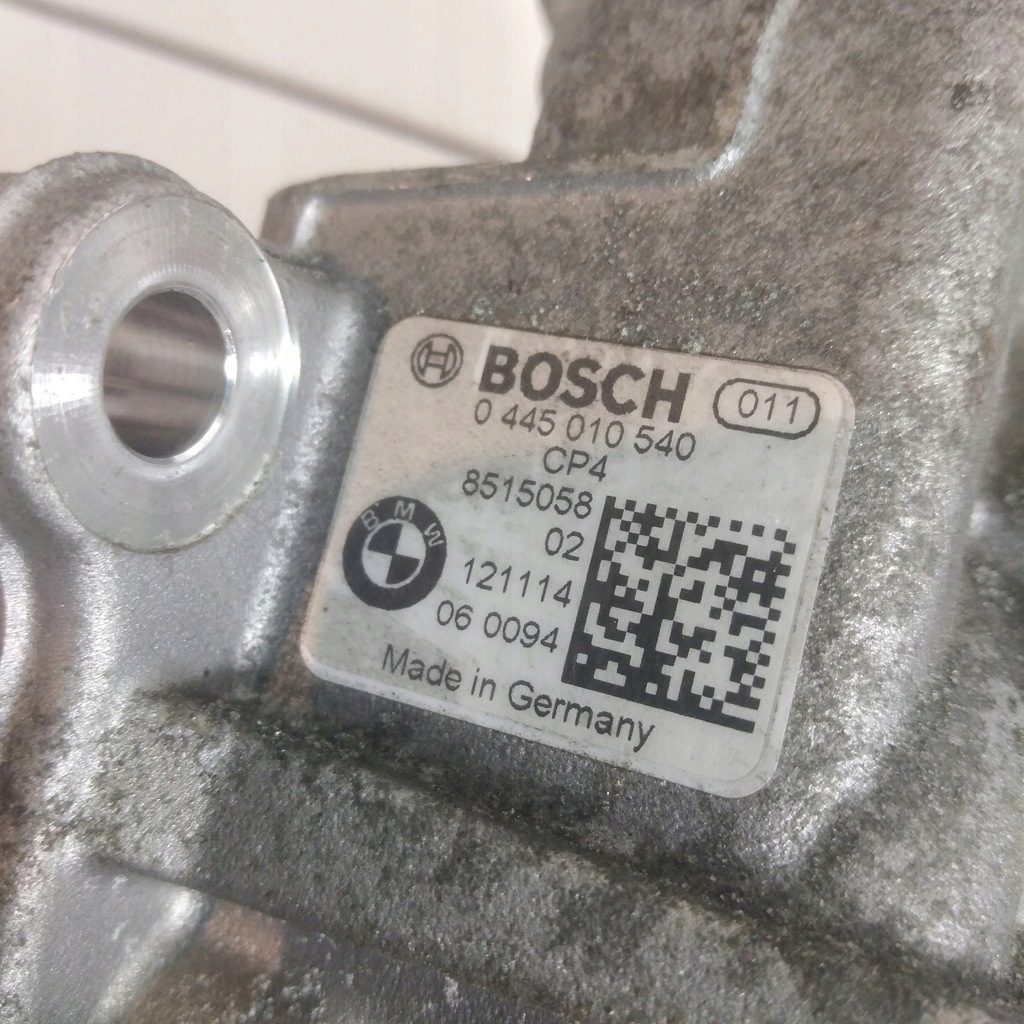 BOSCH 011
0 445 010 540
CP4
8515058
02
BMW
121114
06 0094
Made in Germany